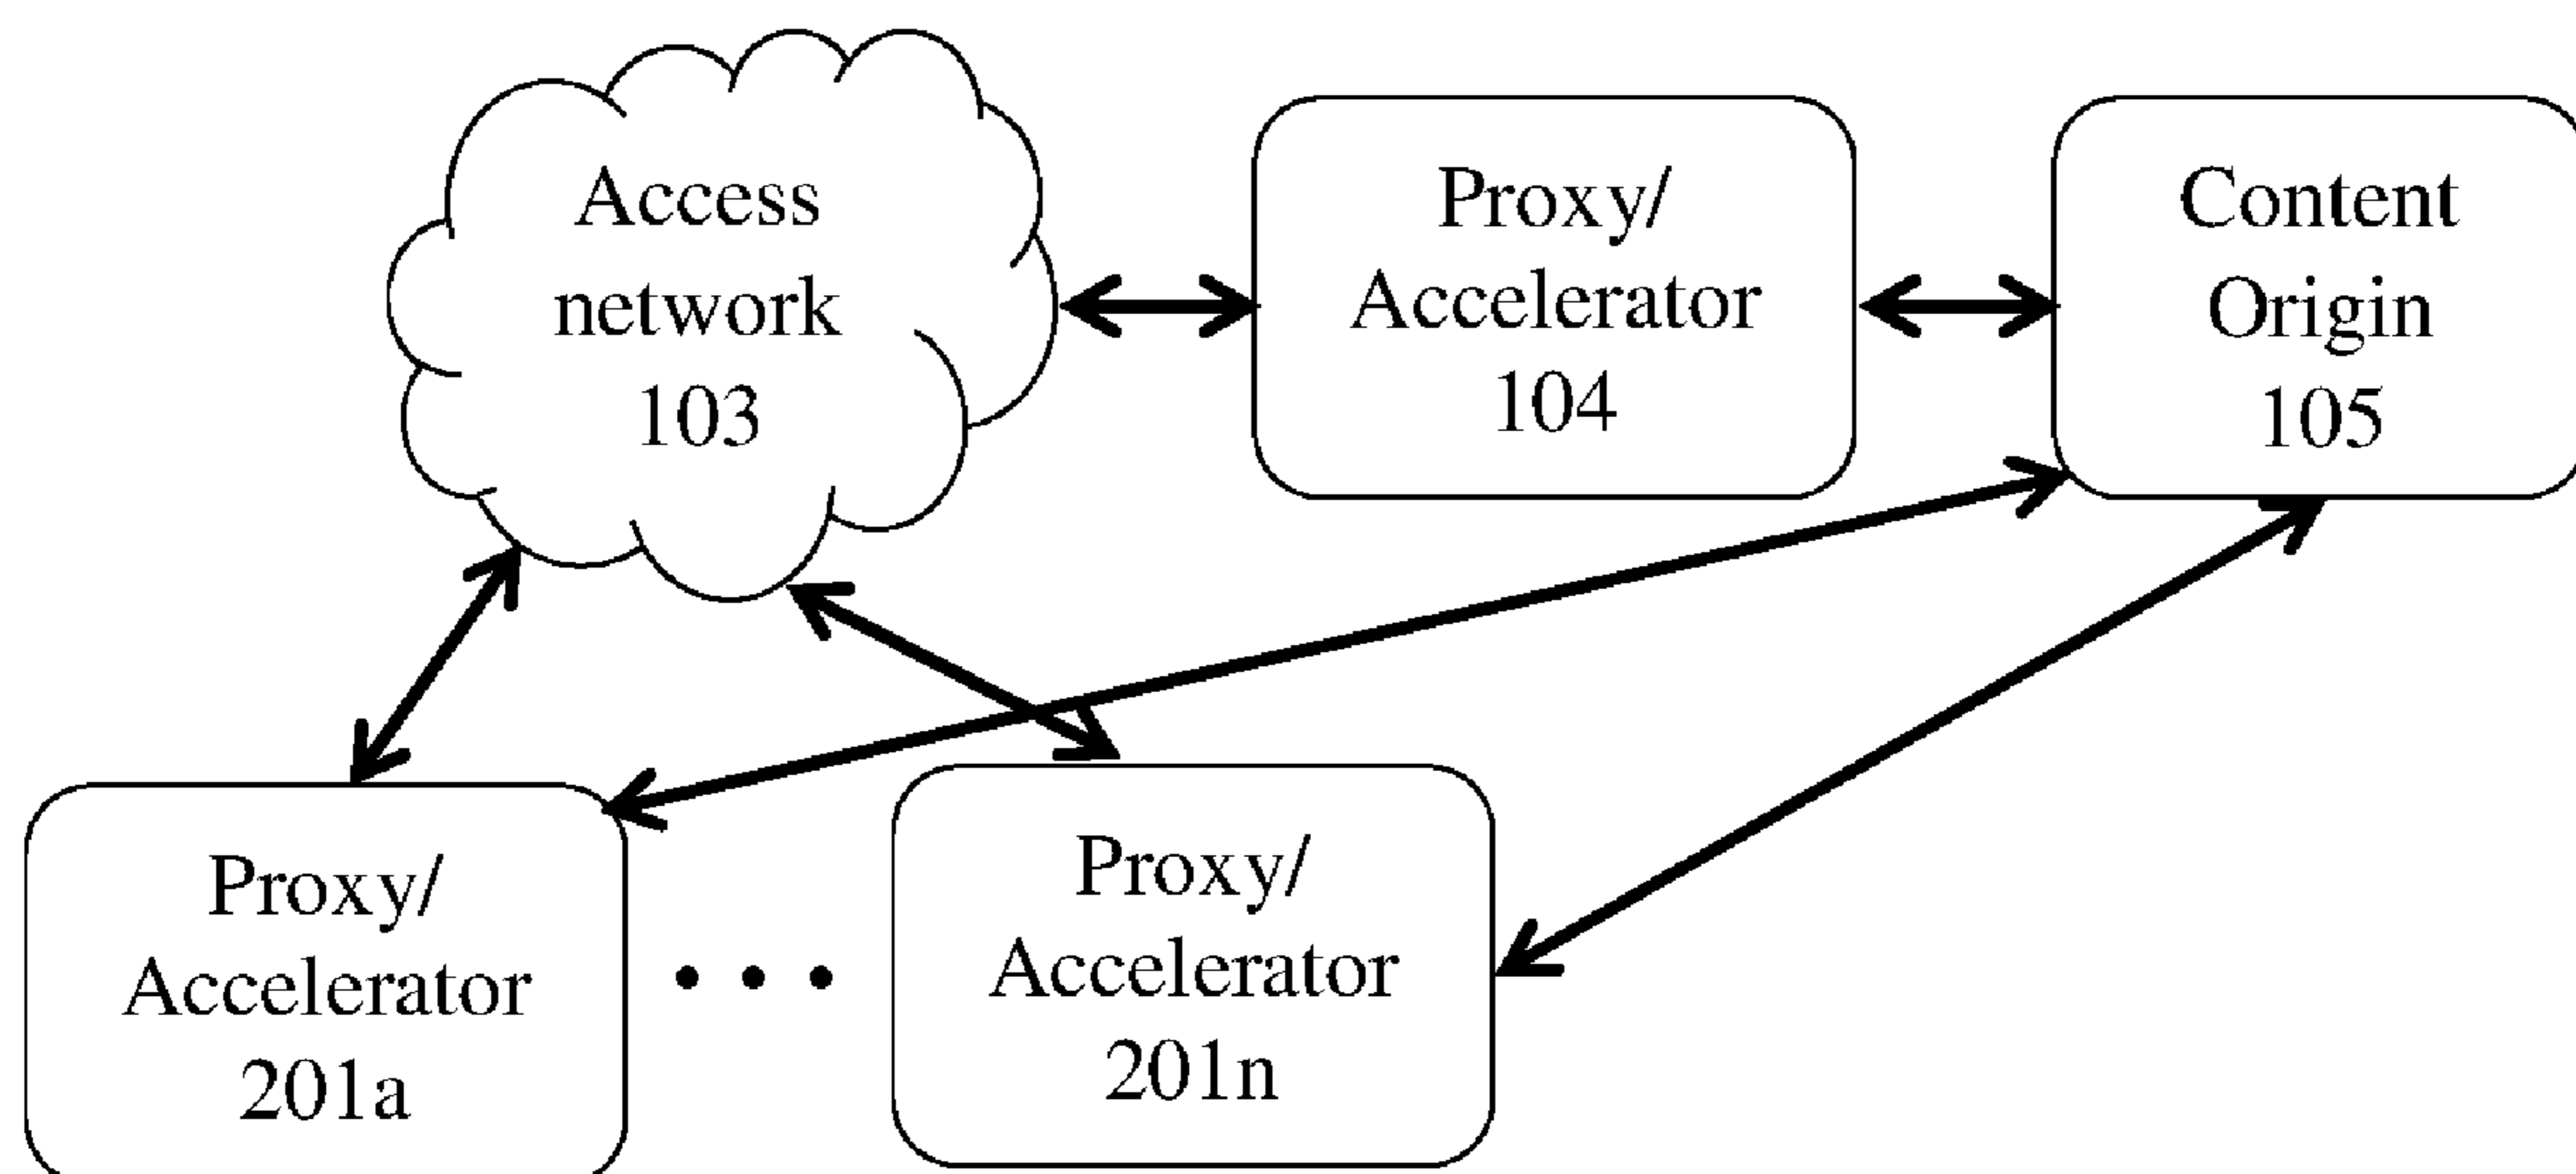 Access
network
103
Proxy/
Accelerator
104
Content
Origin
105
Proxy/
Accelerator
201a
Proxy/
Accelerator
201n